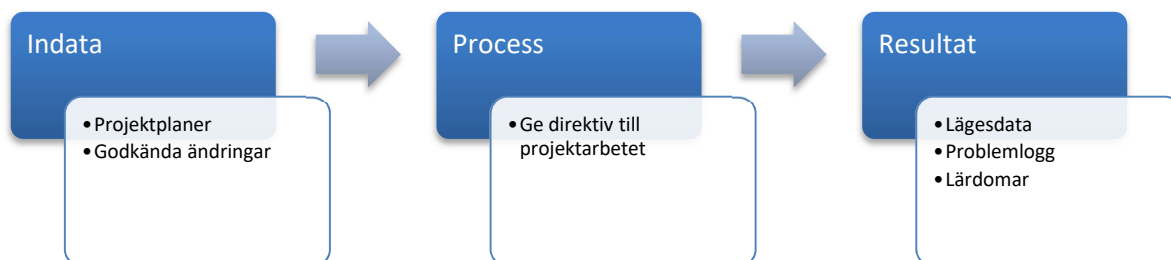 Indata
•Projektplaner
•Godkända ändringar
Process
•Ge direktiv till
projektarbetet
Resultat
•Lägesdata
•Problemlogg
•Lärdomar